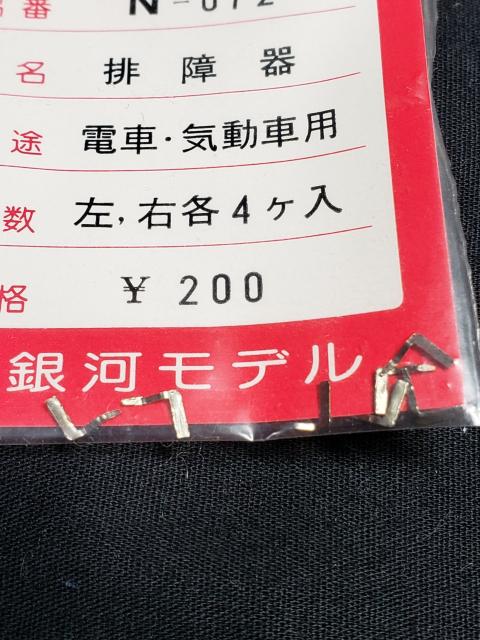 番 N-072
名 排障器
途 電車・気動車用
数 左,右各4ヶ入
格 ￥200
銀河モデル